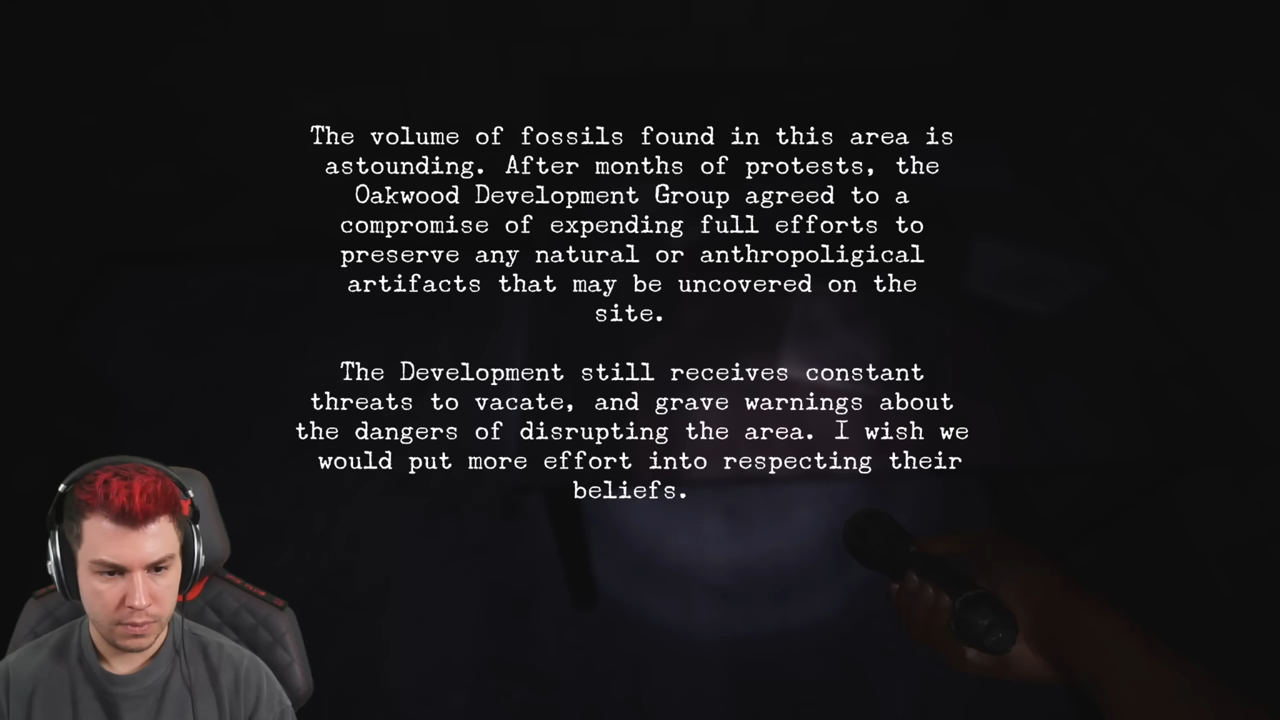 The volume of fossils found in this area is
astounding. After months of protests, the
Oakwood Development Group agreed to a
compromise of expending full efforts to
preserve any natural or anthropoligical
artifacts that may be uncovered on the
site.
The Development still receives constant
threats to vacate, and grave warnings about
the dangers of disrupting the area. I wish we
would put more effort into respecting their
beliefs.